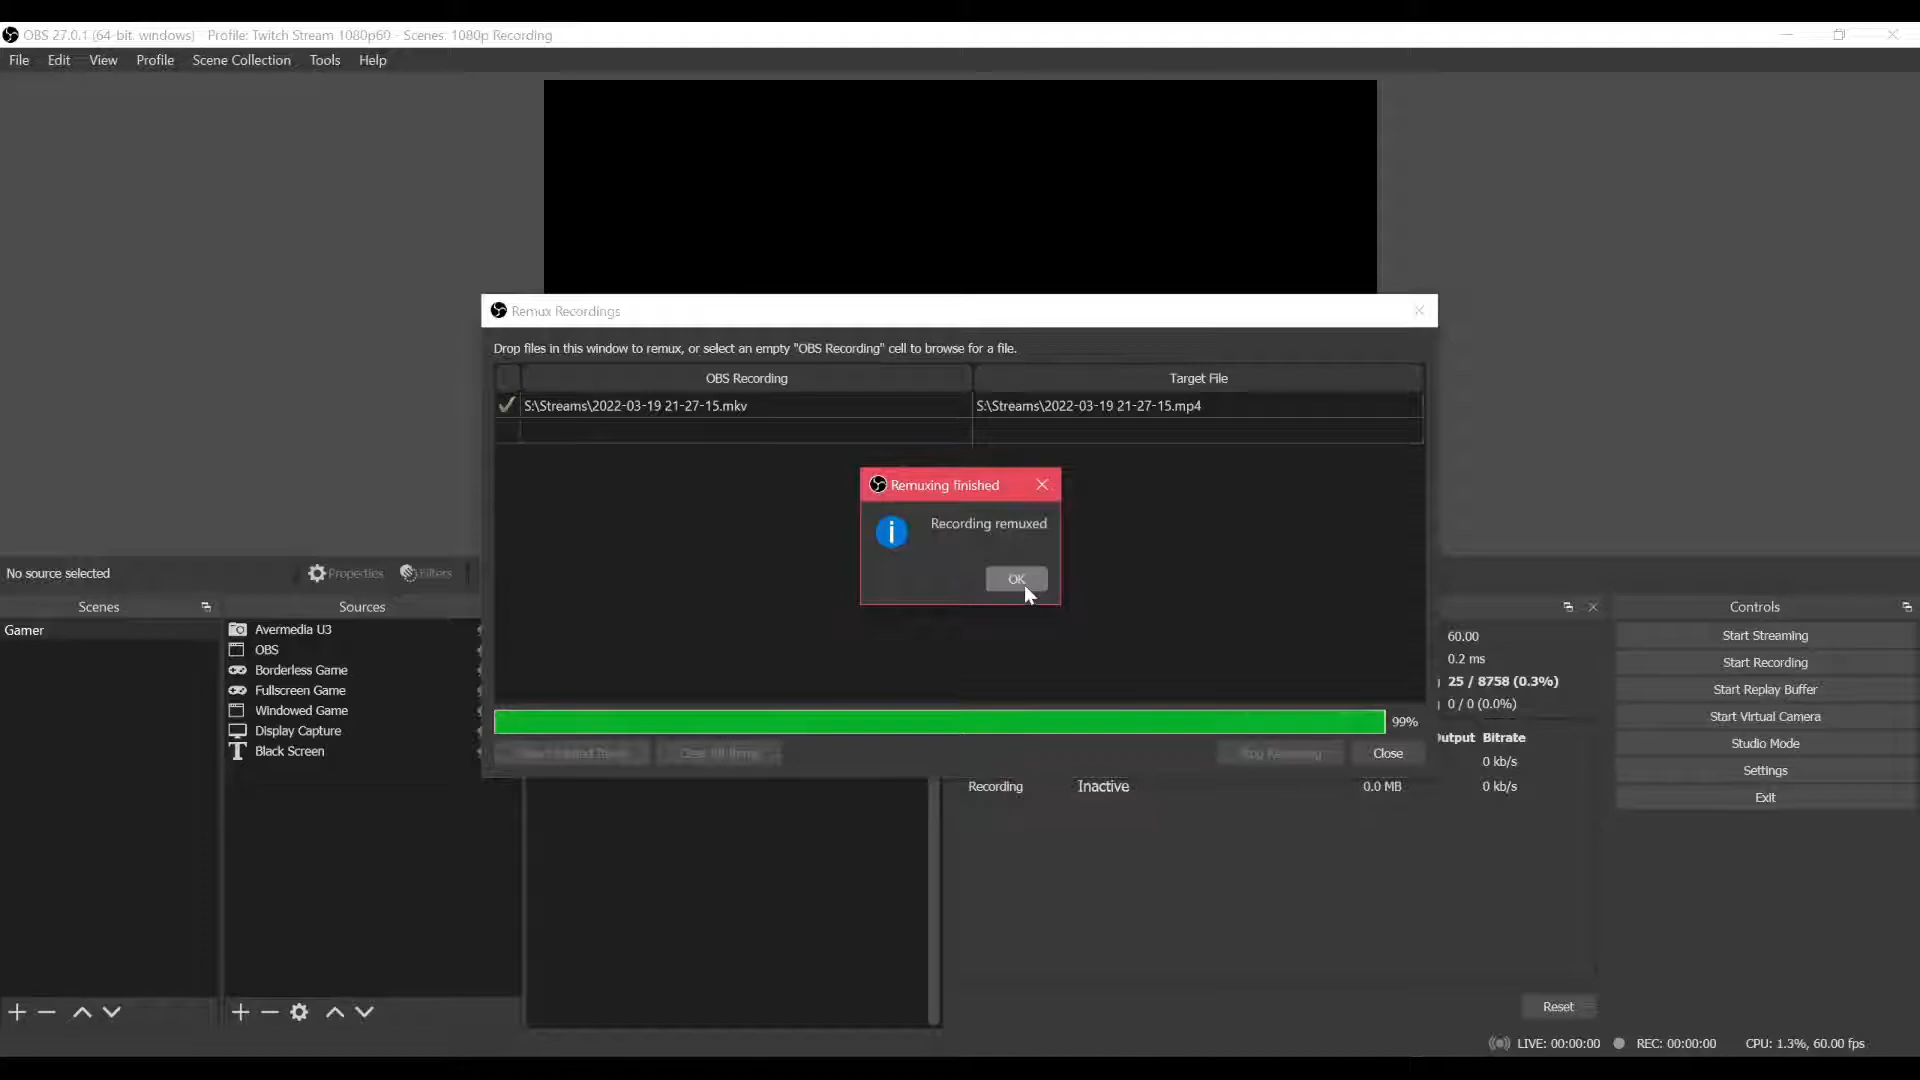 OBS 27.0.1 (64-bit, windows) - Profile: Twitch Stream 1080p60 - Scenes: 1080p Recording
File Edit View Profile Scene Collection Tools Help
Remux Recordings
Drop files in this window to remux, or select an empty "OBS Recording" cell to browse for a file.
OBS Recording Target File
S:\Streams\2022-03-19 21-27-15.mkv S:\Streams\2022-03-19 21-27-15.mp4
Remuxing finished
Recording remuxed
OK
99%
Clear All Items Close
No source selected Properties Filters
Scenes Sources Controls
Gamer
Avermedia U3
OBS
Borderless Game
Fullscreen Game
Windowed Game
Display Capture
Black Screen
60.00
0.2 ms
25 / 8758 (0.3%)
0 / 0 (0.0%)
Output Bitrate
0 kb/s
Recording Inactive 0.0 MB 0 kb/s
Start Streaming
Start Recording
Start Replay Buffer
Start Virtual Camera
Studio Mode
Settings
Exit
Reset
LIVE: 00:00:00 REC: 00:00:00 CPU: 1.3%, 60.00 fps